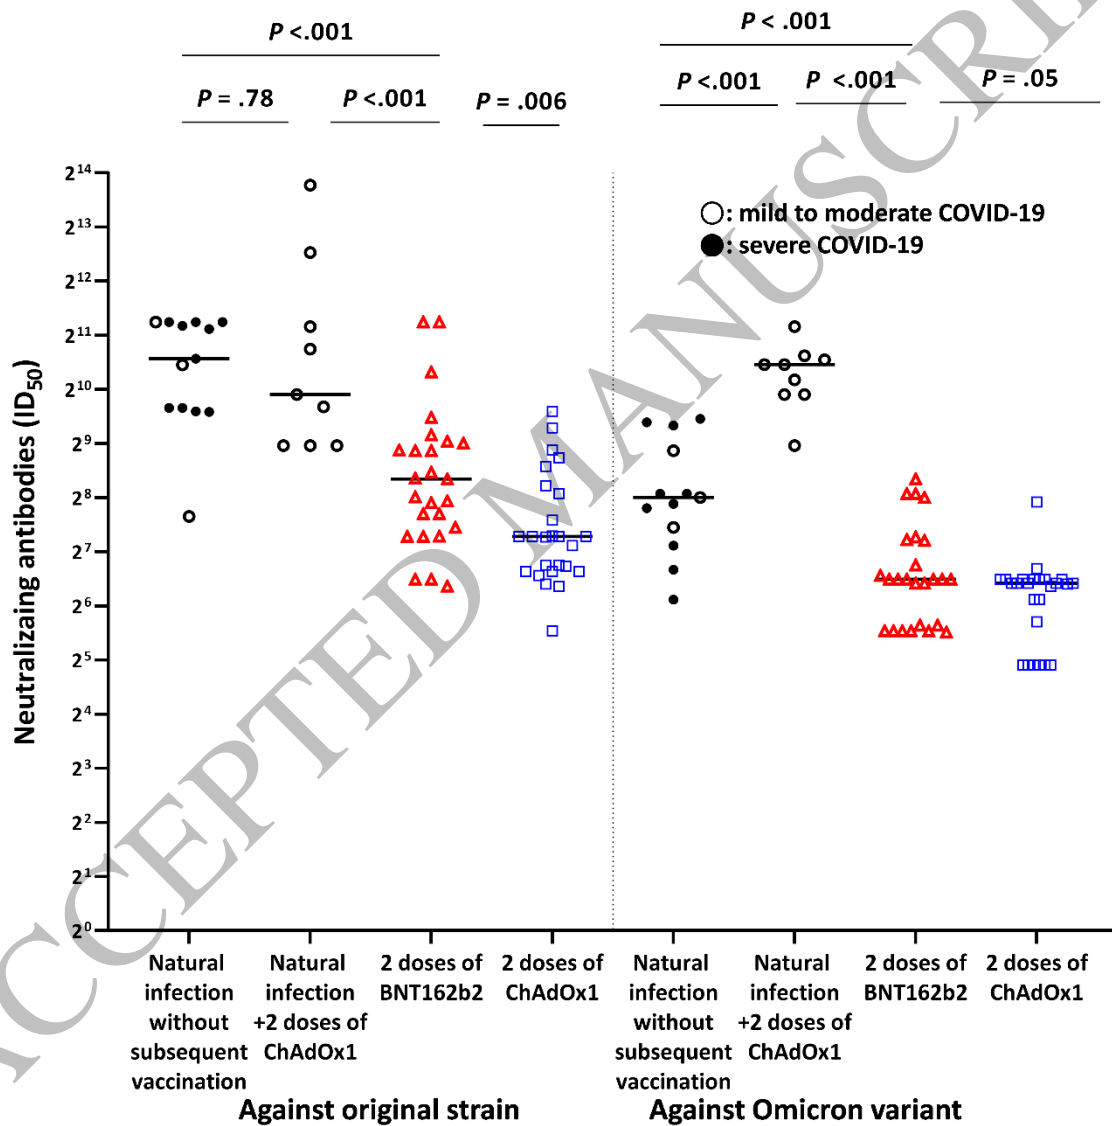 P <.001
P <.001
P = .78
P <.001
P = .006
P <.001
P <.001
P = .05
2^14
2^13
2^12
2^11
2^10
2^9
2^8
2^7
2^6
2^5
2^4
2^3
2^2
2^1
2^0
Neutralizaing antibodies (ID50)
○: mild to moderate COVID-19
●: severe COVID-19
Natural
infection
without
subsequent
vaccination
Natural
infection
+2 doses of
ChAdOx1
2 doses of
BNT162b2
2 doses of
ChAdOx1
Natural
infection
without
subsequent
vaccination
Natural
infection
+2 doses of
ChAdOx1
2 doses of
BNT162b2
2 doses of
ChAdOx1
Against original strain
Against Omicron variant
ACCEPTED MANUSCRI